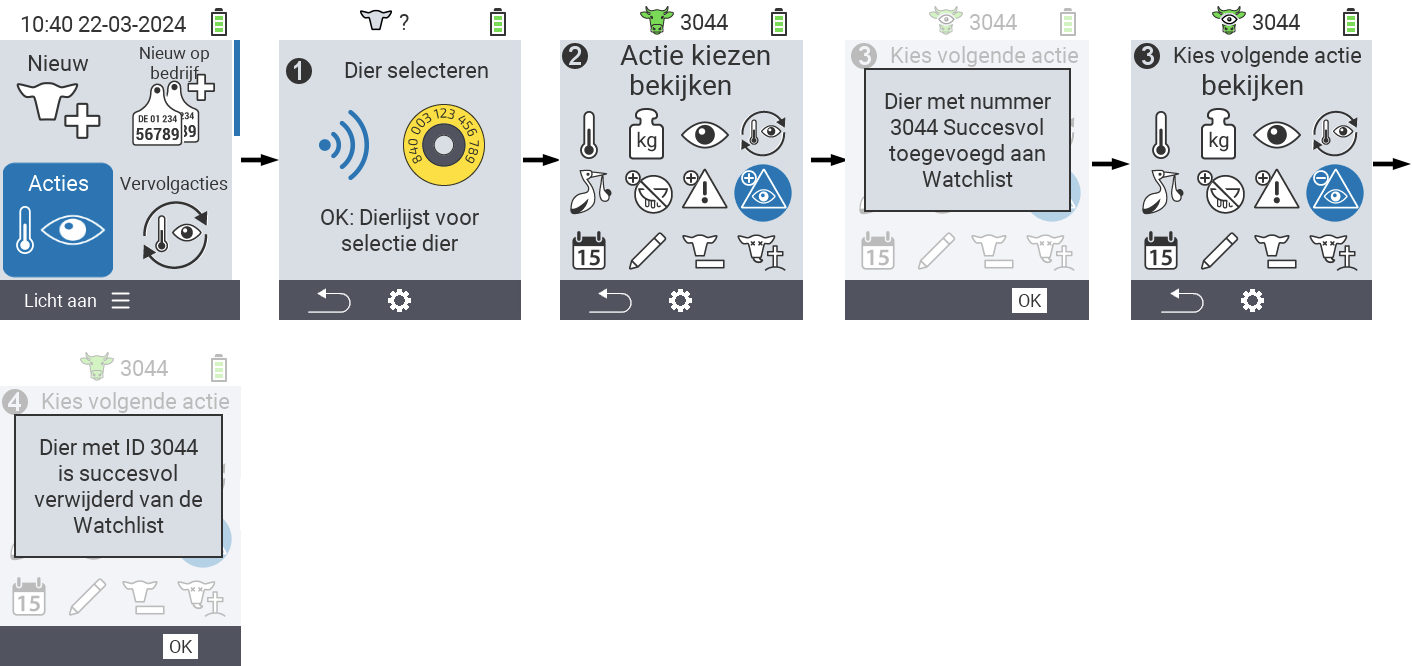 10:40 22-03-2024
Nieuw
Nieuw op
bedrijf
DE 01 234
56789
234
89
Acties
Vervolgacties
Licht aan
?
1
Dier selecteren
840 003 123 456 789
OK: Dierlijst voor
selectie dier
3044
2
Actie kiezen
bekijken
kg
15
3044
3
Kies volgende actie
Dier met nummer
3044 Succesvol
toegevoegd aan
Watchlist
15
OK
3044
3
Kies volgende actie
bekijken
kg
15
3044
4
Kies volgende actie
Dier met ID 3044
is succesvol
verwijderd van de
Watchlist
15
OK